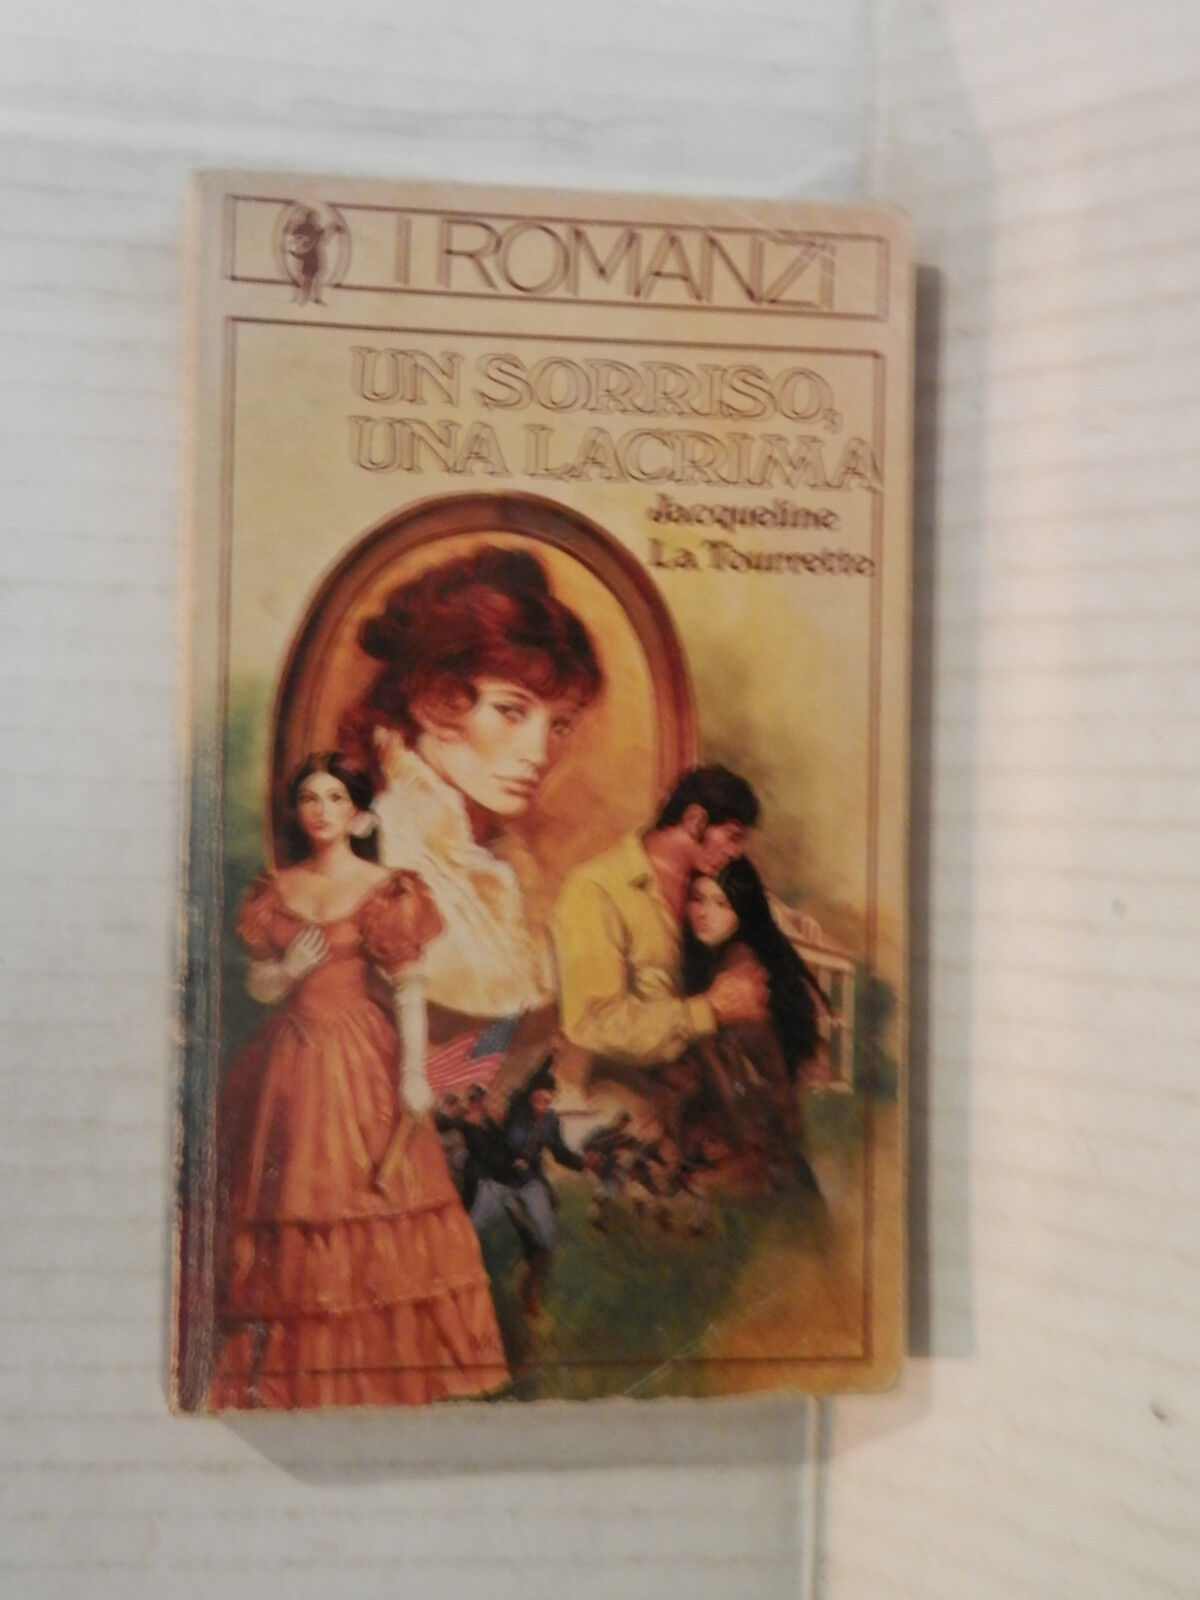 I ROMANZI
UN SORRISO,
UNA LACRIMA
Jacqueline
La Tourrette